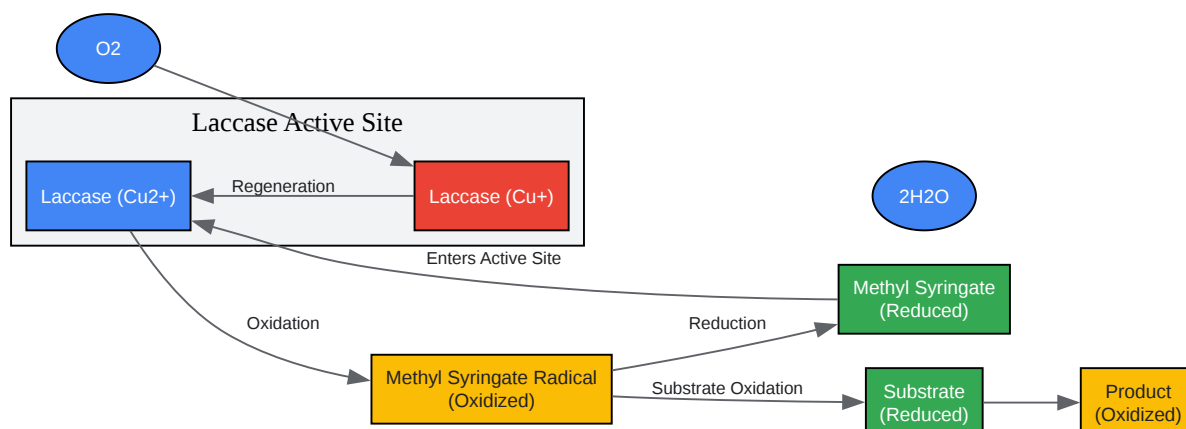 O2
Laccase Active Site
Laccase (Cu2+)
Regeneration
Laccase (Cu+)
2H2O
Enters Active Site
Methyl Syringate
(Reduced)
Oxidation
Reduction
Methyl Syringate Radical
(Oxidized)
Substrate Oxidation
Substrate
(Reduced)
Product
(Oxidized)